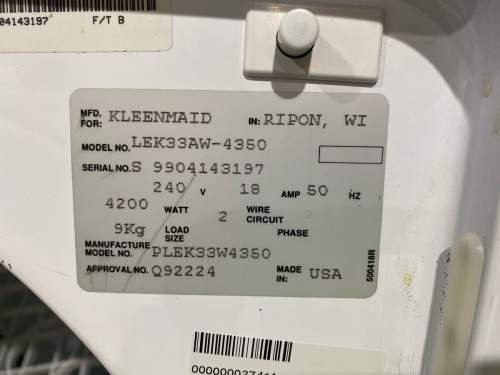 04143197 F/T B
MFD. FOR: KLEENMAID IN: RIPON, WI
MODEL NO. LEK33AW-4350
SERIAL NO. S 9904143197
240 V 18 AMP 50 HZ
4200 WATT 2 WIRE CIRCUIT
9Kg LOAD SIZE PHASE
MANUFACTURE MODEL NO. PLEK33W4350
APPROVAL NO. Q92224 MADE IN: USA
500418R